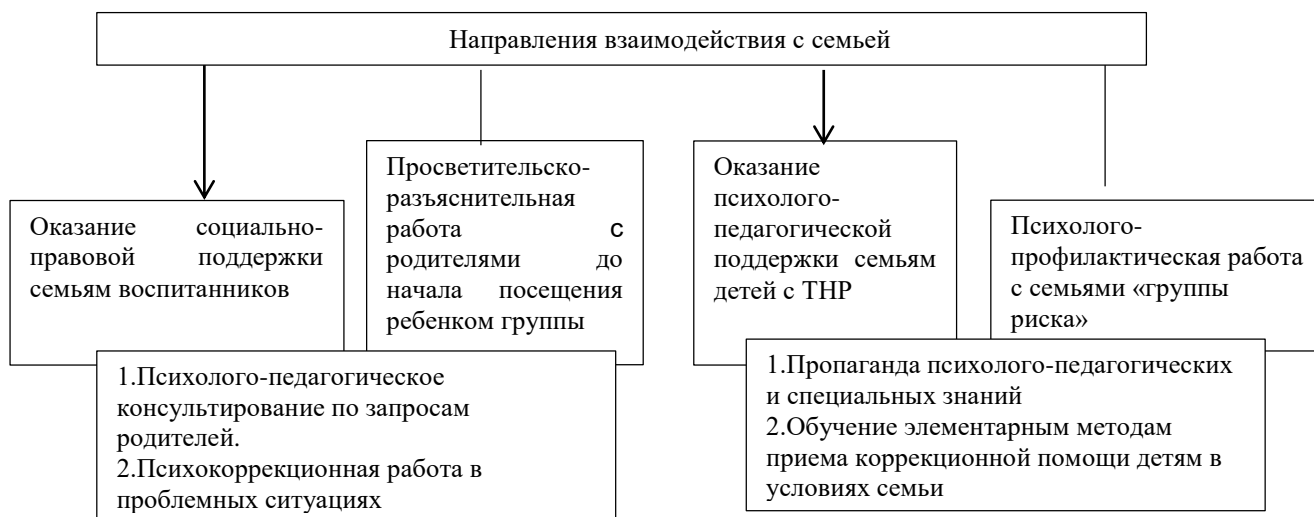 Направления взаимодействия с семьей
Оказание социально-
правовой поддержки
семьям воспитанников
Просветительско-
разъяснительная
работа с
родителями до
начала посещения
ребенком группы
Оказание
психолого-
педагогической
поддержки семьям
детей с ТНР
Психолого-
профилактическая работа
с семьями «группы
риска»
1.Психолого-педагогическое
консультирование по запросам
родителей.
2.Психокоррекционная работа в
проблемных ситуациях
1.Пропаганда психолого-педагогических
и специальных знаний
2.Обучение элементарным методам
приема коррекционной помощи детям в
условиях семьи